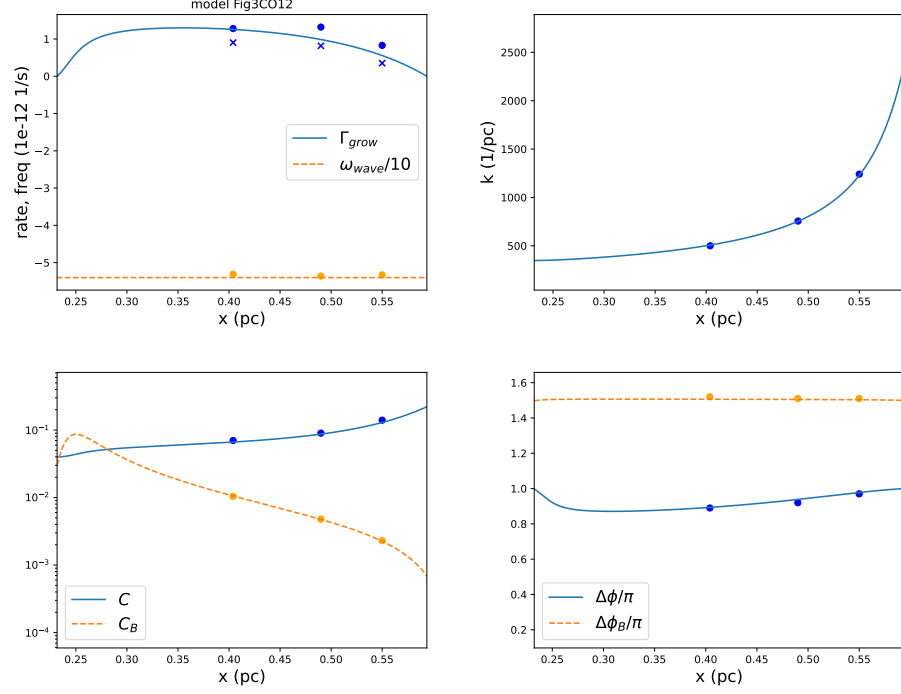 model Fig3CO12
rate, freq (1e-12 1/s)
1
0
−1
−2
−3
−4
−5
Γ_grow
ω_wave/10
0.25 0.30 0.35 0.40 0.45 0.50 0.55
x (pc)
k (1/pc)
2500
2000
1500
1000
500
0.25 0.30 0.35 0.40 0.45 0.50 0.55
x (pc)
10⁻¹
10⁻²
10⁻³
10⁻⁴
C
C_B
0.25 0.30 0.35 0.40 0.45 0.50 0.55
x (pc)
1.6
1.4
1.2
1.0
0.8
0.6
0.4
0.2
Δϕ/π
Δϕ_B/π
0.25 0.30 0.35 0.40 0.45 0.50 0.55
x (pc)